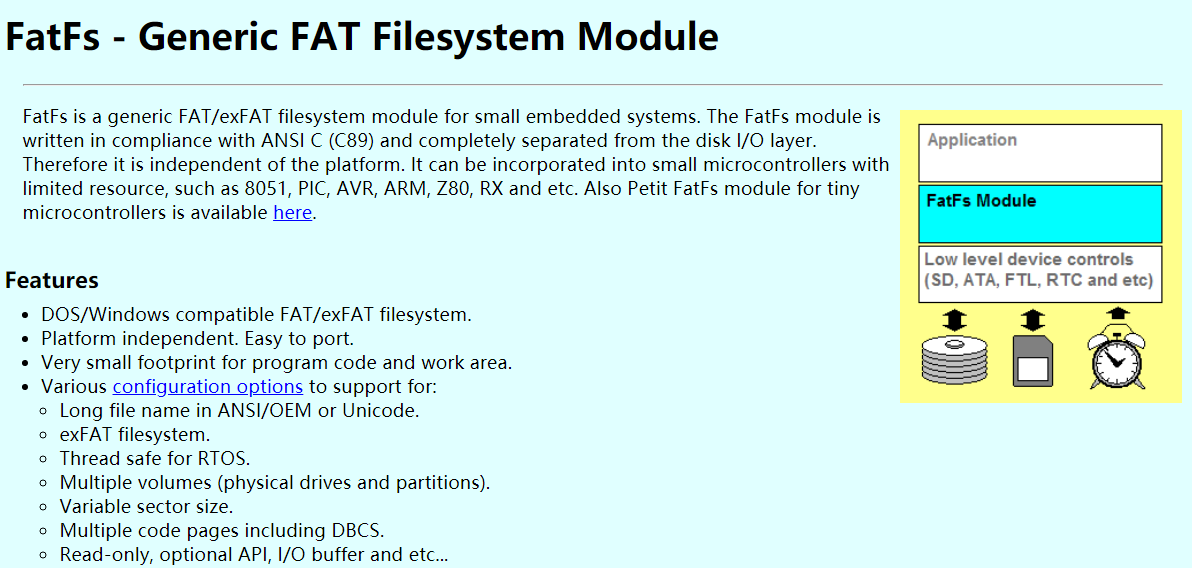 FatFs - Generic FAT Filesystem Module
FatFs is a generic FAT/exFAT filesystem module for small embedded systems. The FatFs module is
written in compliance with ANSI C (C89) and completely separated from the disk I/O layer.
Therefore it is independent of the platform. It can be incorporated into small microcontrollers with
limited resource, such as 8051, PIC, AVR, ARM, Z80, RX and etc. Also Petit FatFs module for tiny
microcontrollers is available here.
Application
FatFs Module
Low level device controls
(SD, ATA, FTL, RTC and etc)
Features
• DOS/Windows compatible FAT/exFAT filesystem.
• Platform independent. Easy to port.
• Very small footprint for program code and work area.
• Various configuration options to support for:
◦ Long file name in ANSI/OEM or Unicode.
◦ exFAT filesystem.
◦ Thread safe for RTOS.
◦ Multiple volumes (physical drives and partitions).
◦ Variable sector size.
◦ Multiple code pages including DBCS.
◦ Read-only, optional API, I/O buffer and etc...